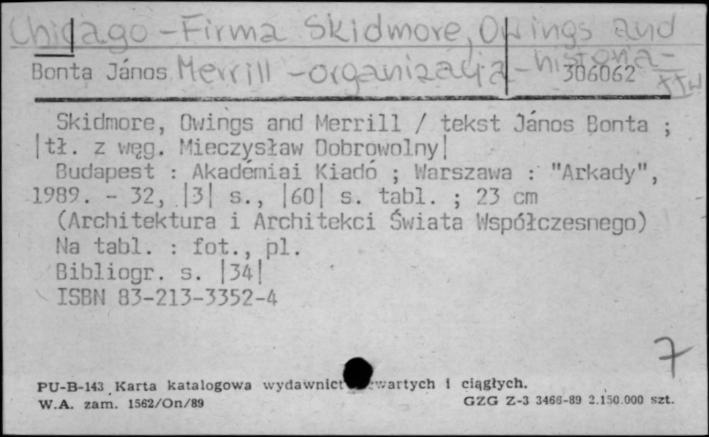 Chicago - Firma Skidmore, Owings and
Merrill - organizacja - historia -
XXw
Bonta János 306062
Skidmore, Owings and Merrill / tekst János Bonta ;
|tł. z węg. Mieczysław Dobrowolny|
Budapest : Akadémiai Kiadó ; Warszawa : "Arkady",
1989. - 32, |3| s., |60| s. tabl. ; 23 cm
(Architektura i Architekci Świata Współczesnego)
Na tabl. : fot., pl.
Bibliogr. s. |34|
ISBN 83-213-3352-4
7
PU-B-143 Karta katalogowa wydawnict wartych i ciągłych.
W.A. zam. 1562/On/89 GZG Z-3 3466-89 2.150.000 szt.